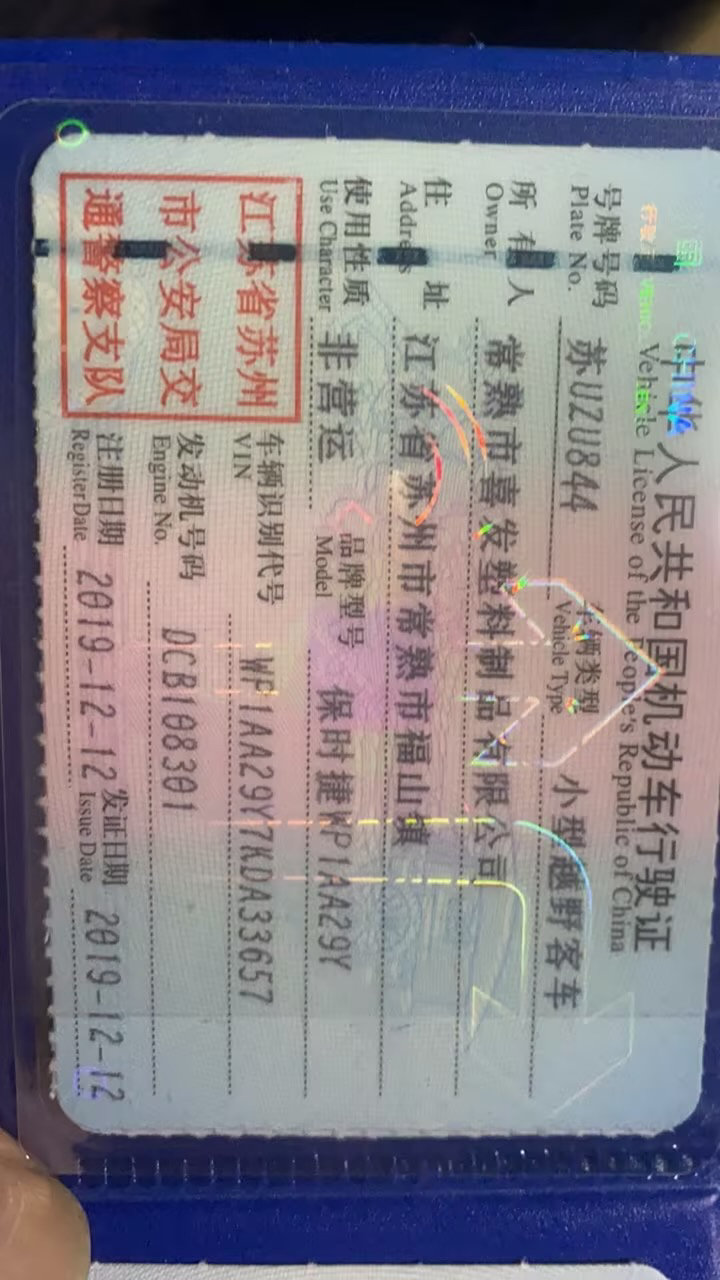 中华人民共和国机动车行驶证
Vehicle License of the People's Republic of China
号牌号码 苏UZU844 车辆类型 小型越野客车
Plate No. Vehicle Type
所有人 常熟市喜发塑料制品有限公司
Owner
住址 江苏省苏州市常熟市福山镇
Address
使用性质 非营运 品牌型号 保时捷WP1AA29Y
Use Character Model
江苏省苏州
市公安局交
通警察支队
车辆识别代号 WP1AA29Y7KDA33657
VIN
发动机号码 DCB108301
Engine No.
注册日期 2019-12-12 发证日期 2019-12-12
Register Date Issue Date